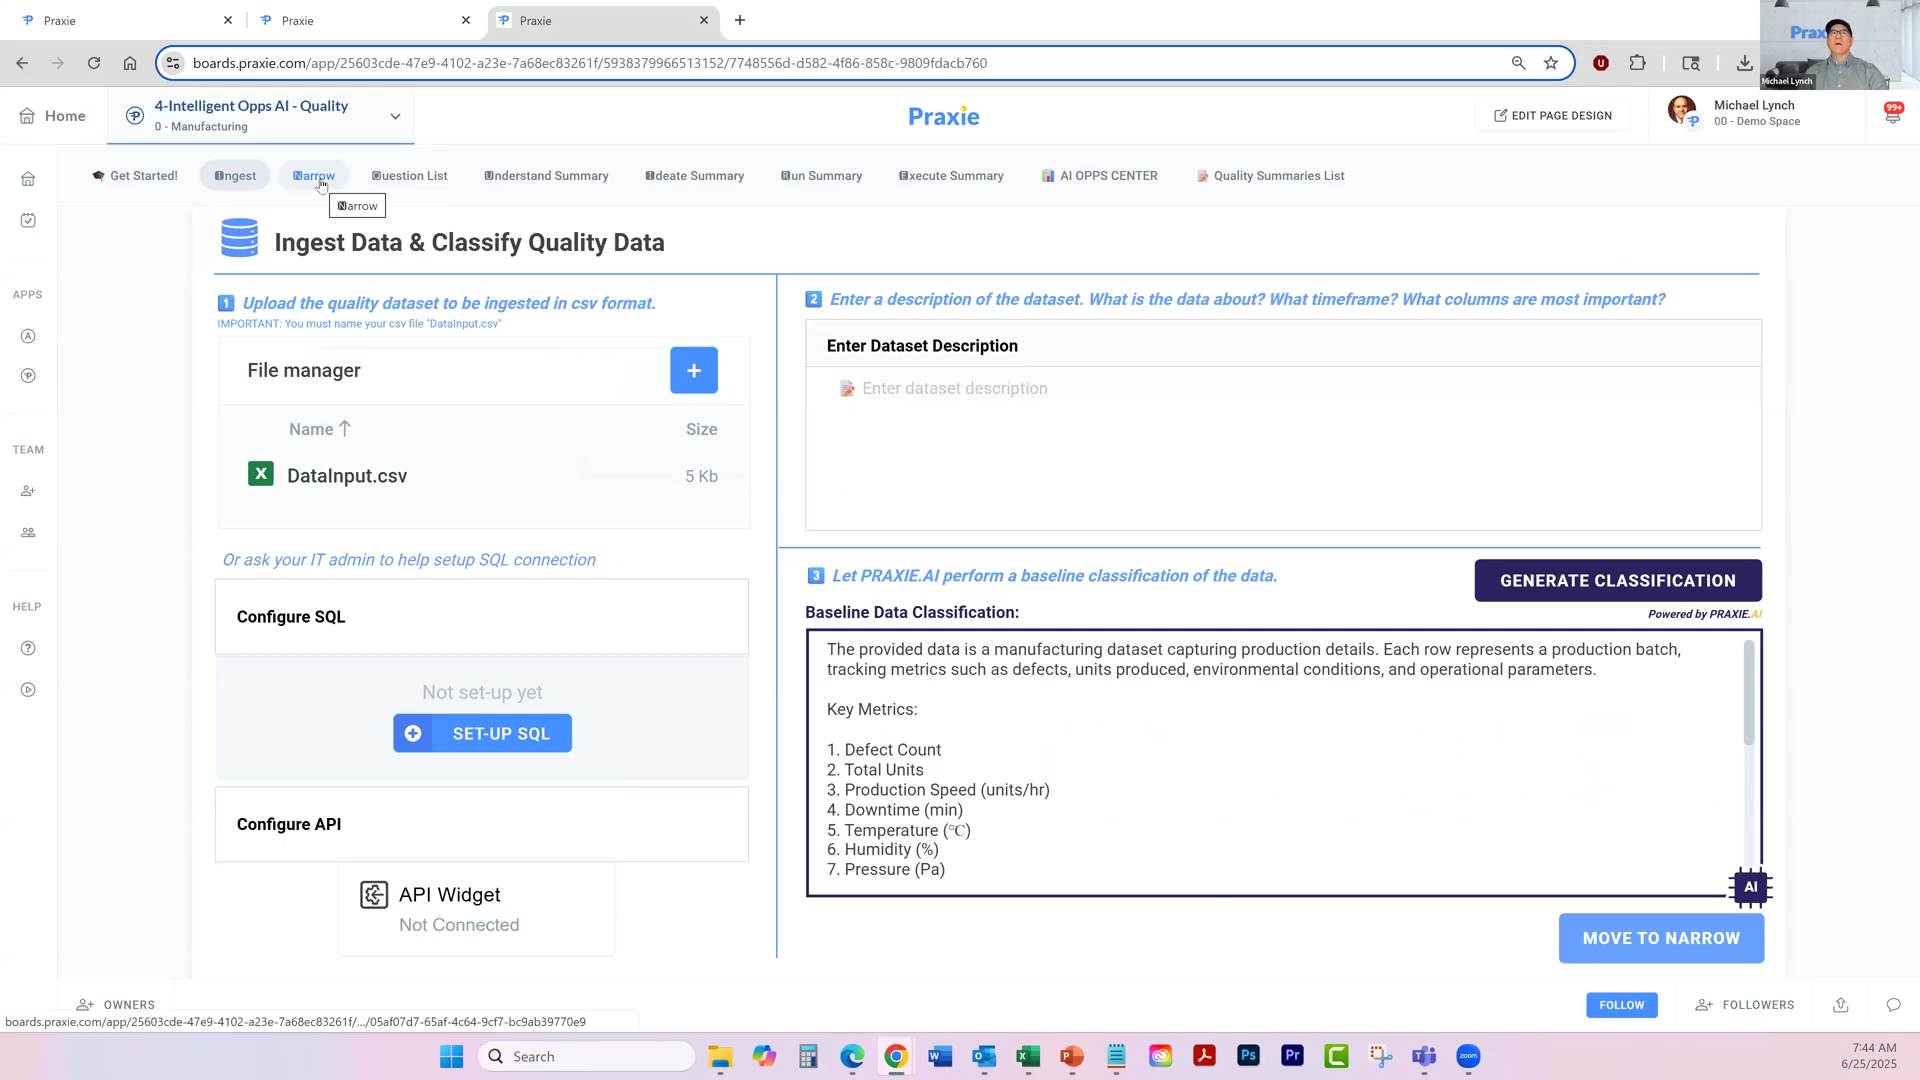 Praxie
Praxie
Praxie
boards.praxie.com/app/25603cde-47e9-4102-a23e-7a68ec83261f/5938379966513152/7748556d-d582-4f86-858c-9809fdacb760
Michael Lynch
Home
4-Intelligent Opps AI - Quality
0 - Manufacturing
Praxie
EDIT PAGE DESIGN
Michael Lynch
00 - Demo Space
99+
Get Started!
Ingest
Narrow
Question List
Understand Summary
Ideate Summary
Run Summary
Execute Summary
AI OPPS CENTER
Quality Summaries List
Narrow
Ingest Data & Classify Quality Data
1 Upload the quality dataset to be ingested in csv format.
IMPORTANT: You must name your csv file "DataInput.csv"
File manager
Name ↑
Size
DataInput.csv
5 Kb
Or ask your IT admin to help setup SQL connection
Configure SQL
Not set-up yet
SET-UP SQL
Configure API
API Widget
Not Connected
2 Enter a description of the dataset. What is the data about? What timeframe? What columns are most important?
Enter Dataset Description
Enter dataset description
3 Let PRAXIE.AI perform a baseline classification of the data.
GENERATE CLASSIFICATION
Powered by PRAXIE.AI
Baseline Data Classification:
The provided data is a manufacturing dataset capturing production details. Each row represents a production batch,
tracking metrics such as defects, units produced, environmental conditions, and operational parameters.
Key Metrics:
1. Defect Count
2. Total Units
3. Production Speed (units/hr)
4. Downtime (min)
5. Temperature (°C)
6. Humidity (%)
7. Pressure (Pa)
AI
MOVE TO NARROW
APPS
TEAM
HELP
OWNERS
FOLLOW
FOLLOWERS
boards.praxie.com/app/25603cde-47e9-4102-a23e-7a68ec83261f/.../05af07d7-65af-4c64-9cf7-bc9ab39770e9
Search
7:44 AM
6/25/2025